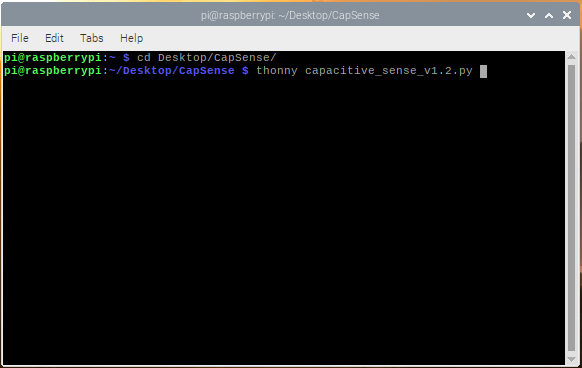 pi@raspberrypi: ~/Desktop/CapSense
File Edit Tabs Help
pi@raspberrypi:~ $ cd Desktop/CapSense/
pi@raspberrypi:~/Desktop/CapSense $ thonny capacitive_sense_v1.2.py